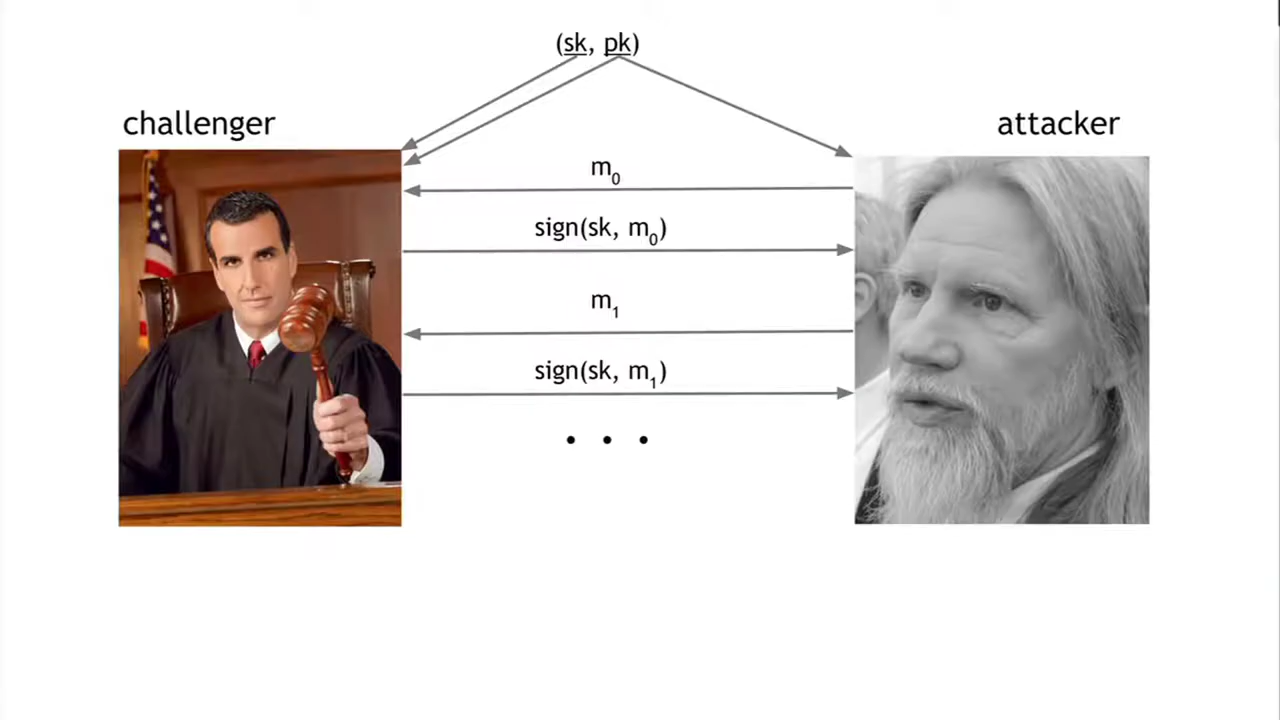 (sk, pk)
challenger
attacker
m₀
sign(sk, m₀)
m₁
sign(sk, m₁)
. . .